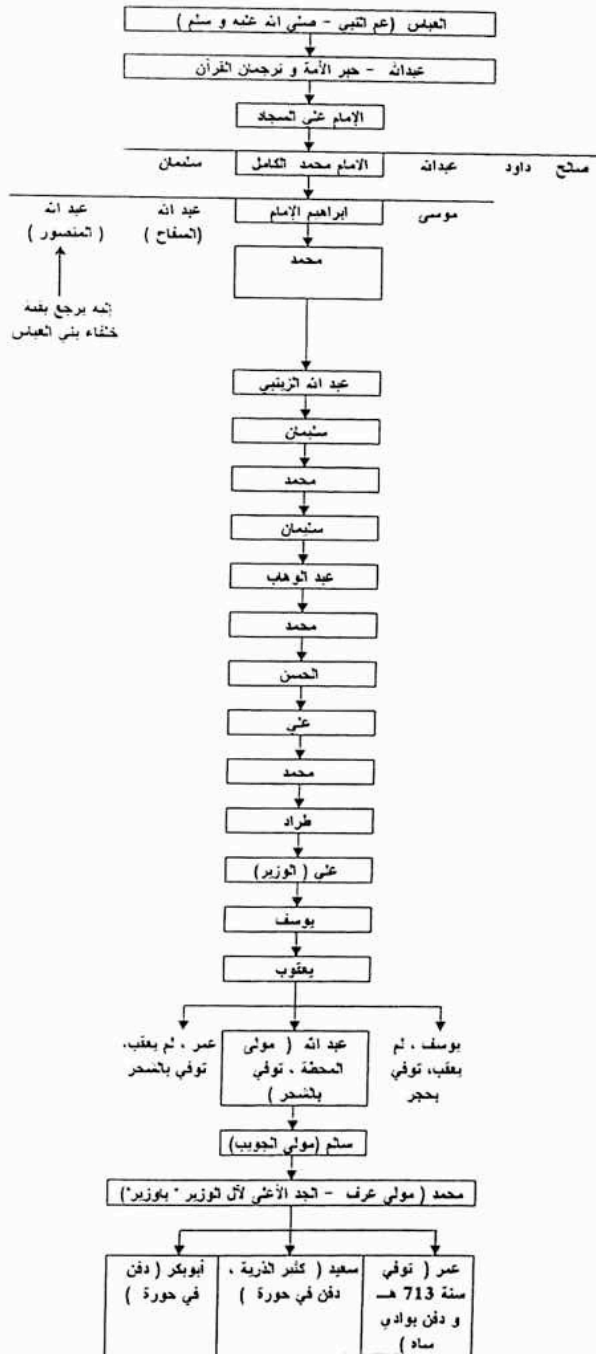 العباس (عم النبي - صلى الله عليه و سلم )
عبدالله - حبر الأمة و ترجمان القرآن
الإمام علي السجاد
صالح داود عبدالله الامام محمد الكامل سليمان
موسى ابراهيم الإمام عبد الله عبد الله
(السفاح) ( المنصور )
محمد
إليه يرجع بقية
خلفاء بني العباس
عبد الله الزينبي
سليمان
محمد
سليمان
عبد الوهاب
محمد
الحسن
علي
محمد
طراد
علي ( الوزير)
يوسف
يعقوب
يوسف ، لم
يعقب، توفي
بحجر
عبد الله ( مولى
المحطة ، توفي
بالشحر )
عمر ، لم يعقب،
توفي بالشحر
سالم (مولى الجويب)
محمد ( مولى عرف - الجد الأعلى لآل الوزير " باوزير")
عمر ( توفي
سنة 713 هـ
و دفن بوادي
ساه )
سعيد ( كثير الذرية ،
دفن في حورة )
أبوبكر ( دفن
في حورة )